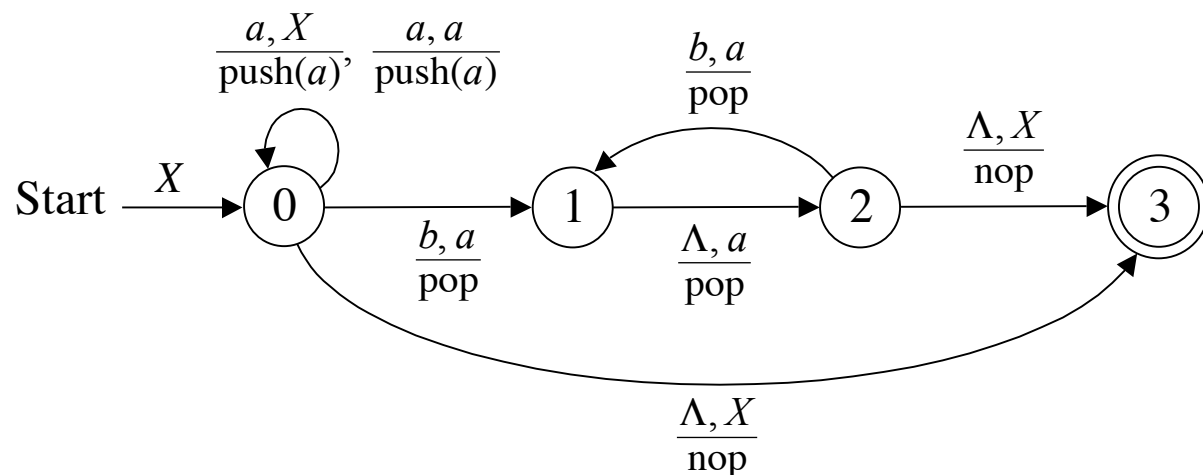 a, X / push(a), a, a / push(a)
b, a / pop
Λ, X / nop
Start X 0 1 2 3
b, a / pop
Λ, a / pop
Λ, X / nop